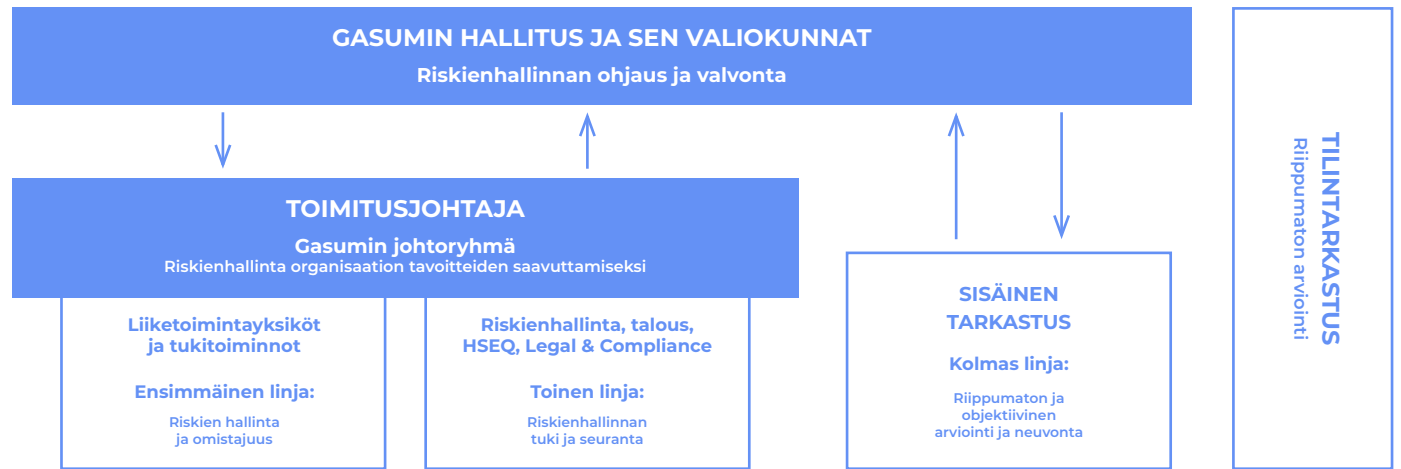 GASUMIN HALLITUS JA SEN VALIOKUNNAT
Riskienhallinnan ohjaus ja valvonta
TOIMITUSJOHTAJA
Gasumin johtoryhmä
Riskienhallinta organisaation tavoitteiden saavuttamiseksi
Liiketoimintayksiköt
ja tukitoiminnot
Ensimmäinen linja:
Riskien hallinta
ja omistajuus
Riskienhallinta, talous,
HSEQ, Legal & Compliance
Toinen linja:
Riskienhallinnan
tuki ja seuranta
SISÄINEN
TARKASTUS
Kolmas linja:
Riippumaton ja
objektiivinen
arviointi ja neuvonta
TILINTARKASTUS
Riippumaton arviointi